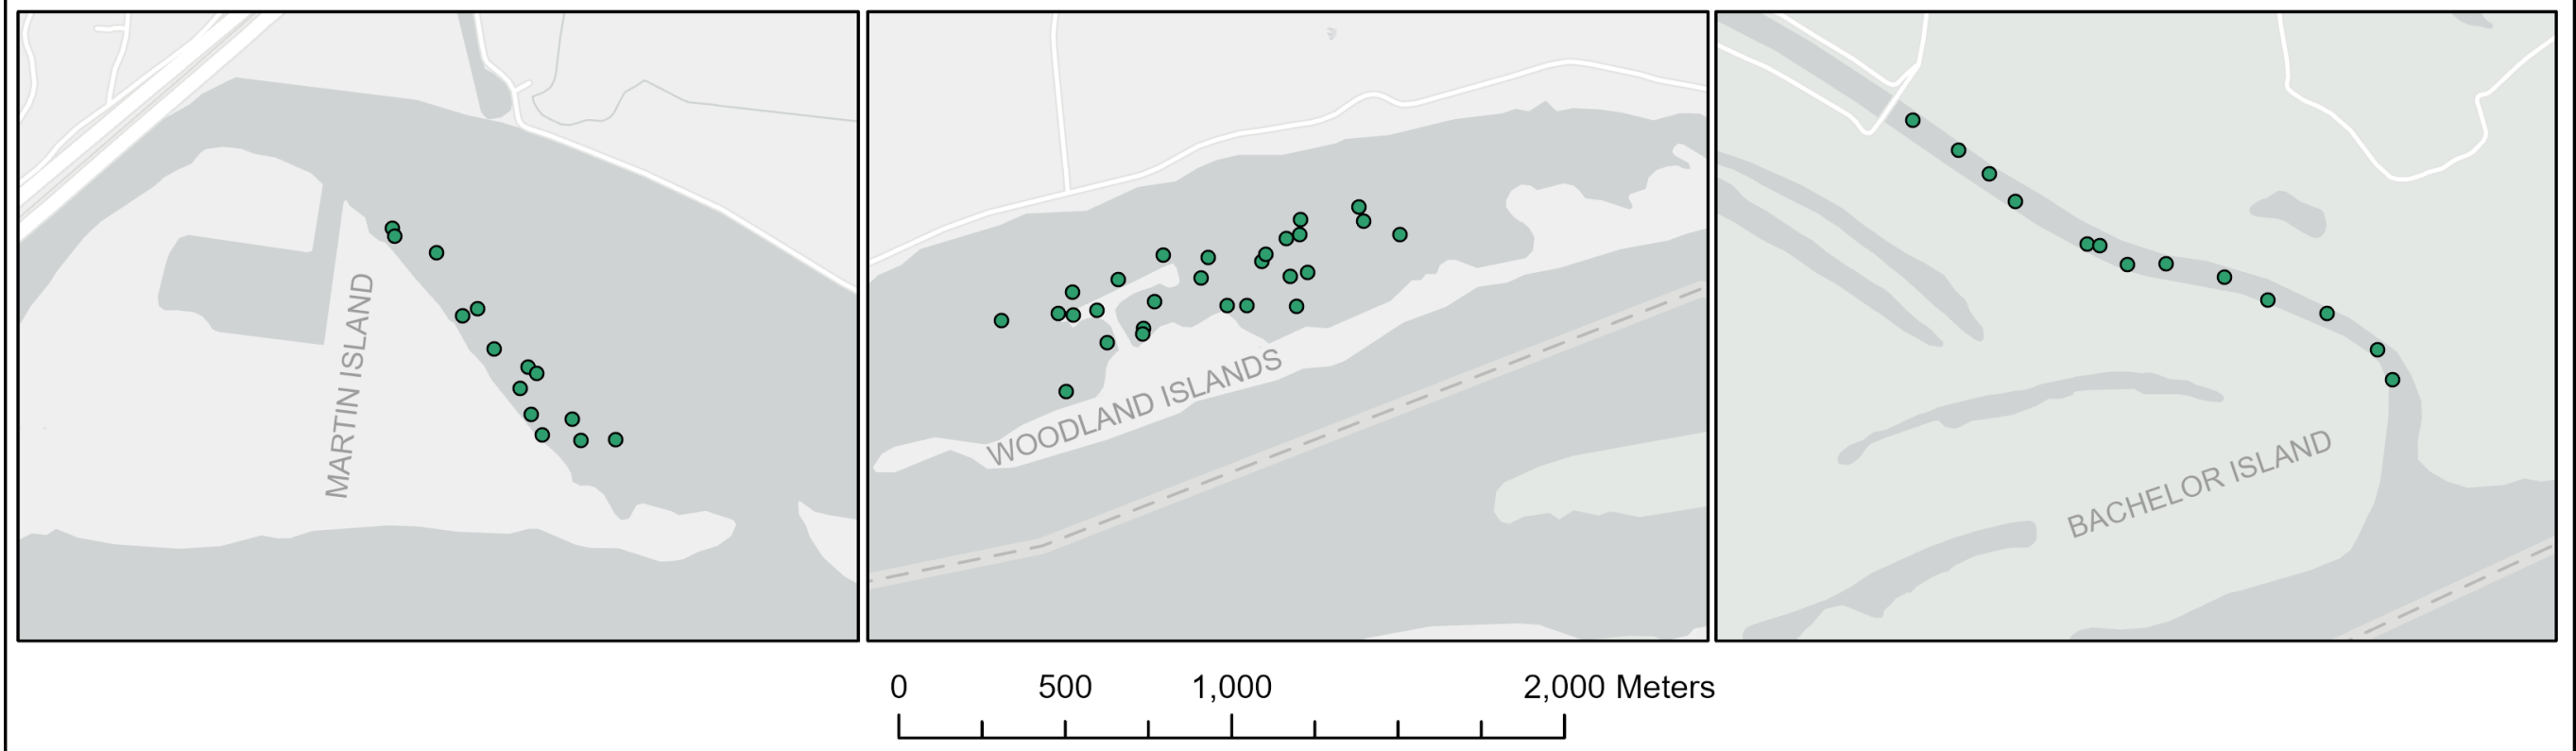 MARTIN ISLAND
WOODLAND ISLANDS
BACHELOR ISLAND
0 500 1,000 2,000 Meters